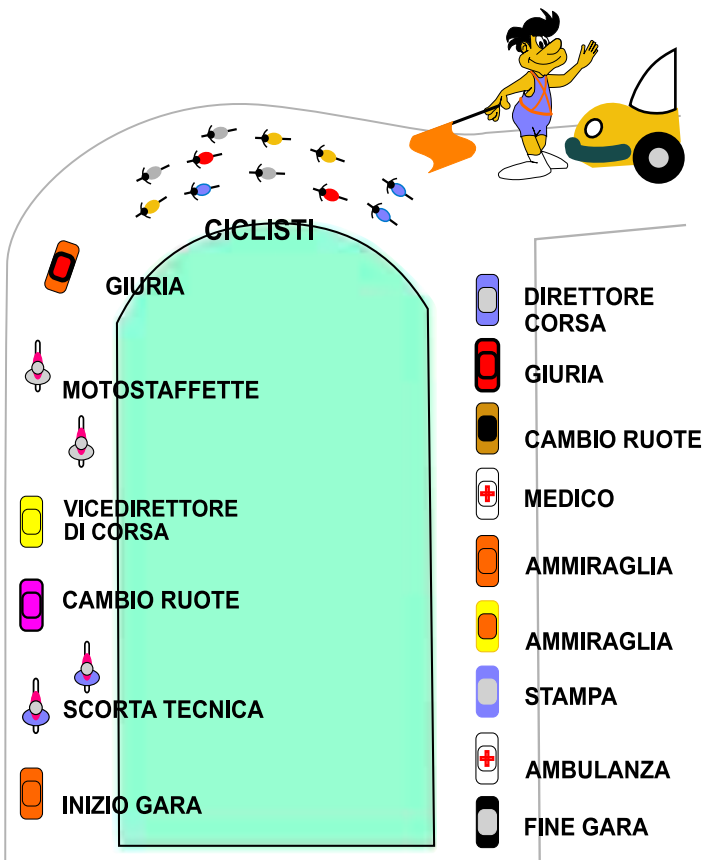 CICLISTI
GIURIA
MOTOSTAFFETTE
VICEDIRETTORE
DI CORSA
CAMBIO RUOTE
SCORTA TECNICA
INIZIO GARA
DIRETTORE
CORSA
GIURIA
CAMBIO RUOTE
MEDICO
AMMIRAGLIA
AMMIRAGLIA
STAMPA
AMBULANZA
FINE GARA